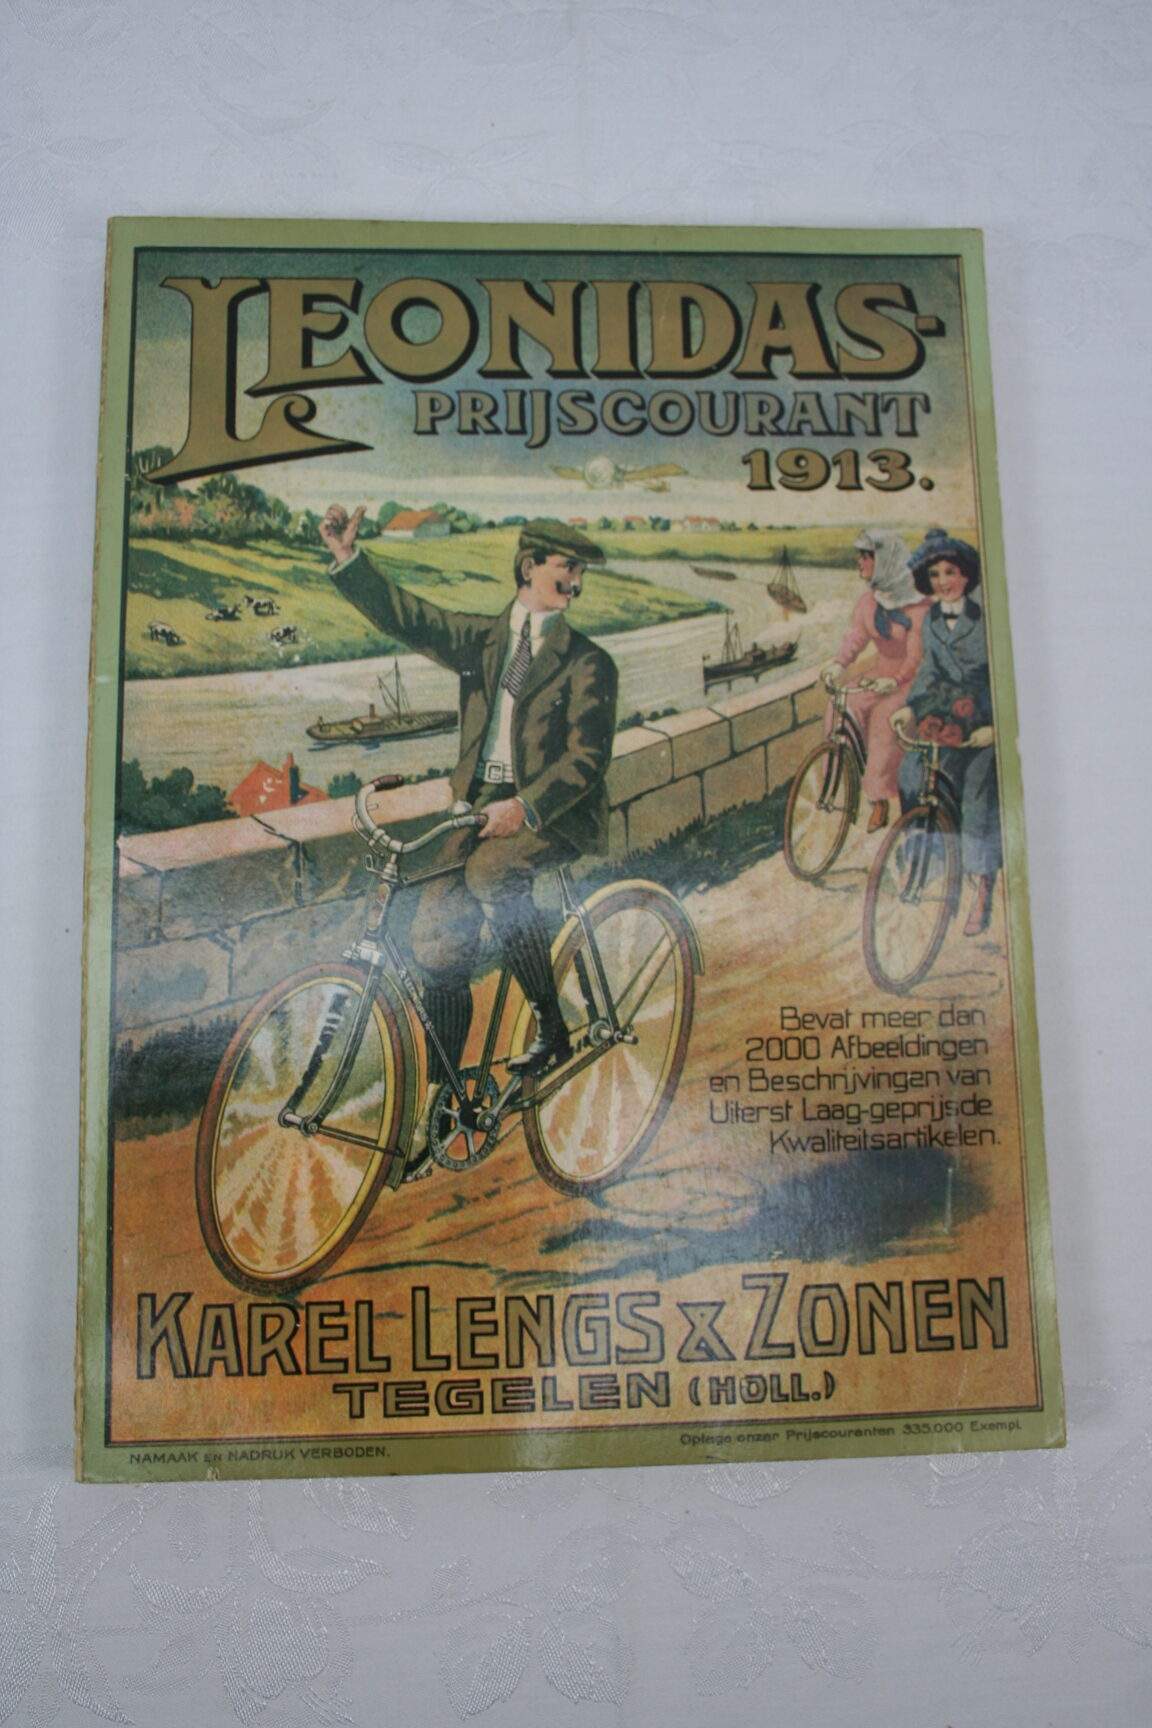 LEONIDAS-
PRIJSCOURANT
1913.
Bevat meer dan
2000 Afbeeldingen
en Beschrijvingen van
Uiterst Laag-geprijsde
Kwaliteitsartikelen.
KAREL LENGS & ZONEN
TEGELEN (HOLL.)
NAMAAK EN NADRUK VERBODEN.
Oplage onzer Prijscouranten 335.000 Exempl.